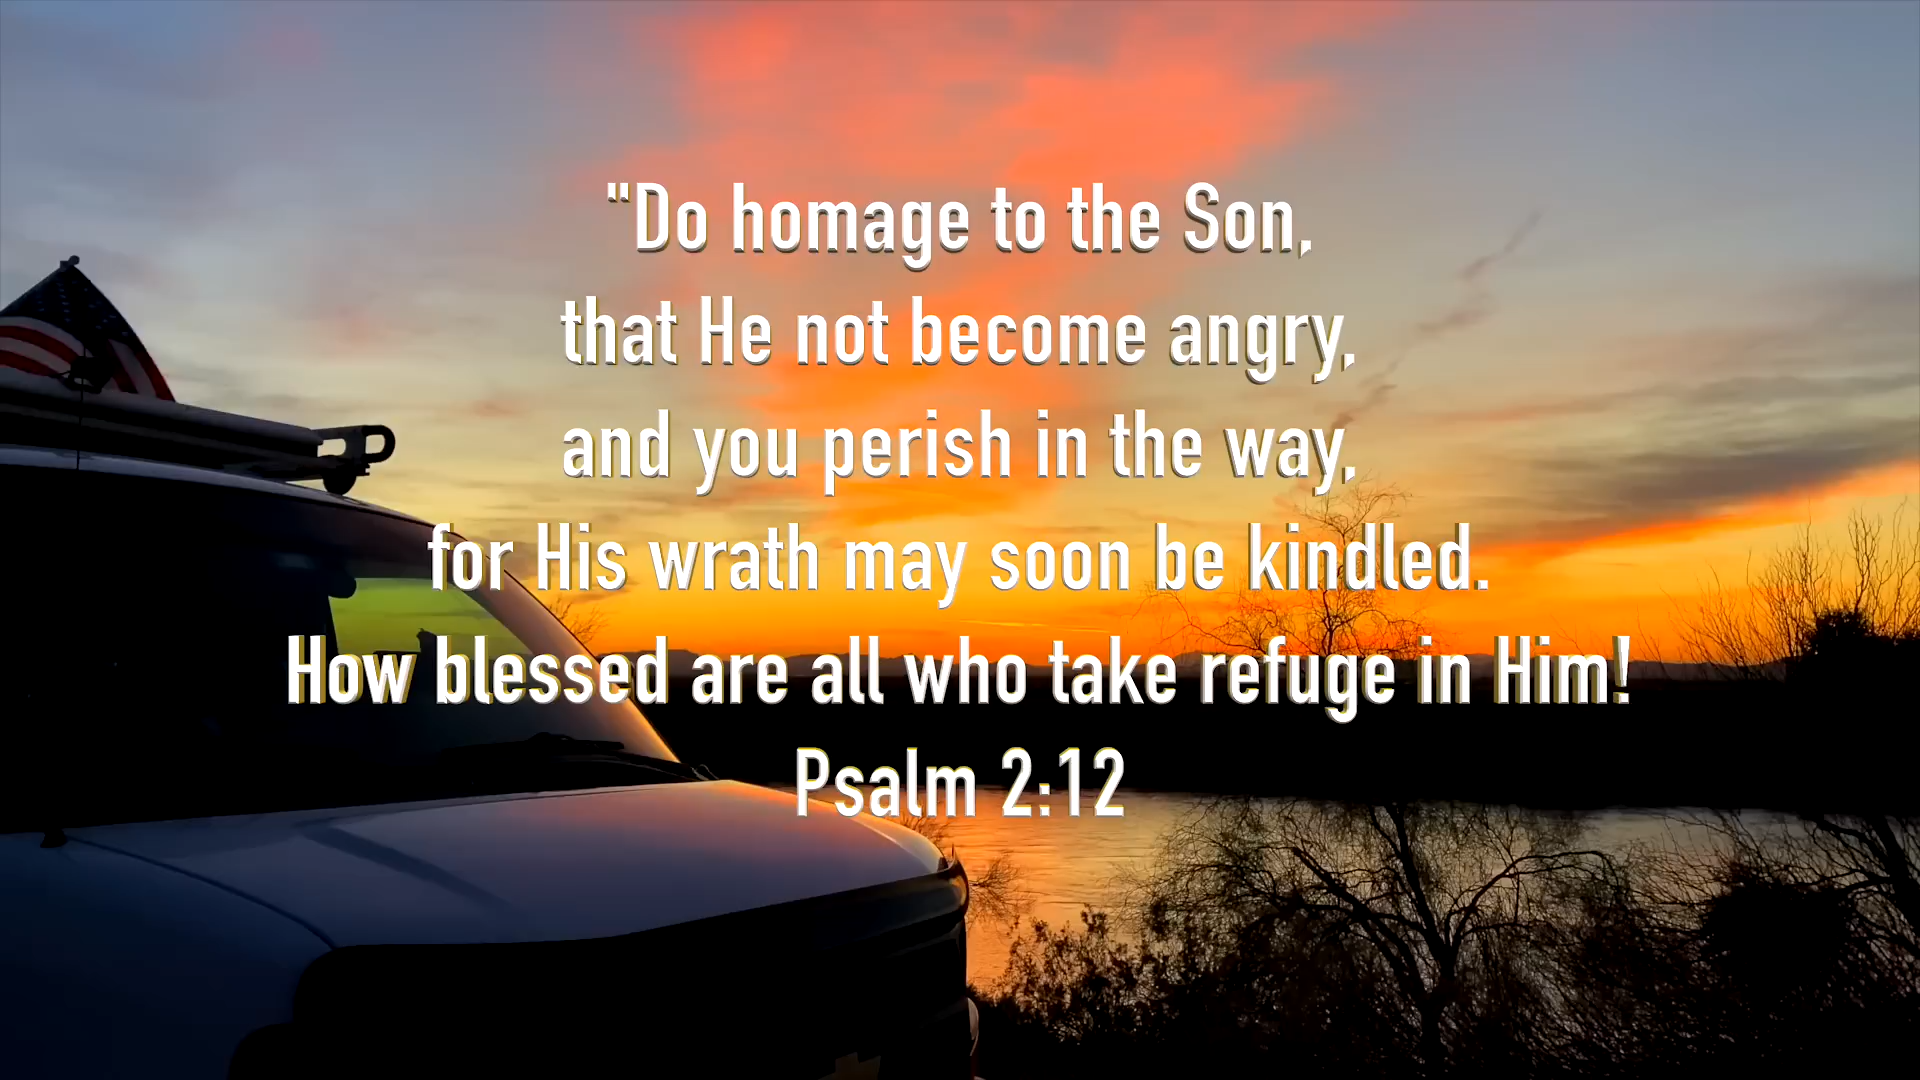 "Do homage to the Son,
that He not become angry,
and you perish in the way,
for His wrath may soon be kindled.
How blessed are all who take refuge in Him!
Psalm 2:12